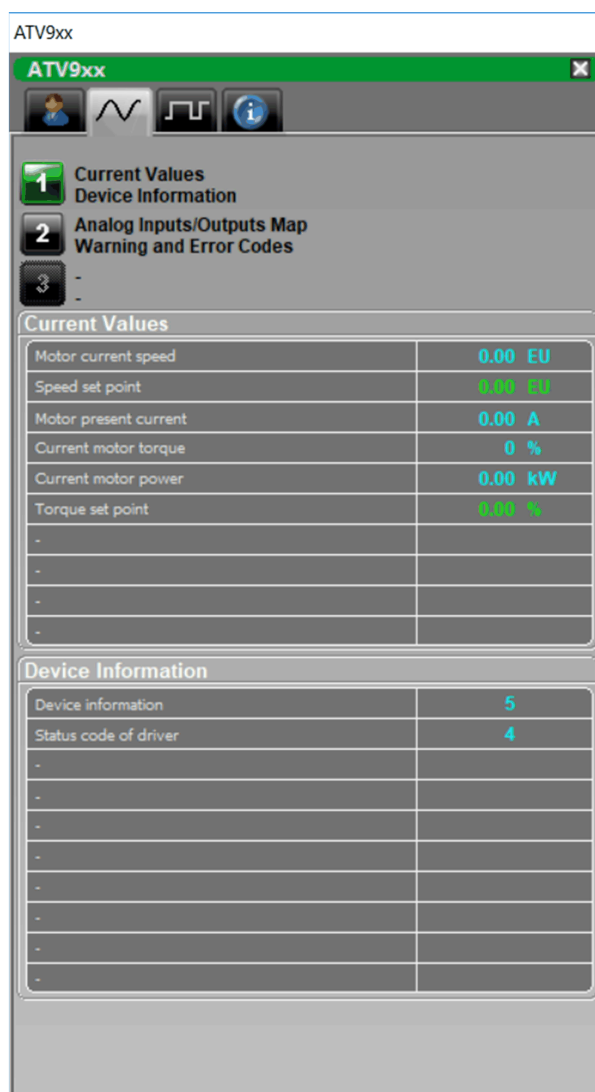 ATV9xx
ATV9xx
1 Current Values
Device Information
2 Analog Inputs/Outputs Map
Warning and Error Codes
3 -
-
Current Values
Motor current speed 0.00 EU
Speed set point 0.00 EU
Motor present current 0.00 A
Current motor torque 0 %
Current motor power 0.00 kW
Torque set point 0.00 %
-
-
-
-
Device Information
Device information 5
Status code of driver 4
-
-
-
-
-
-
-
-